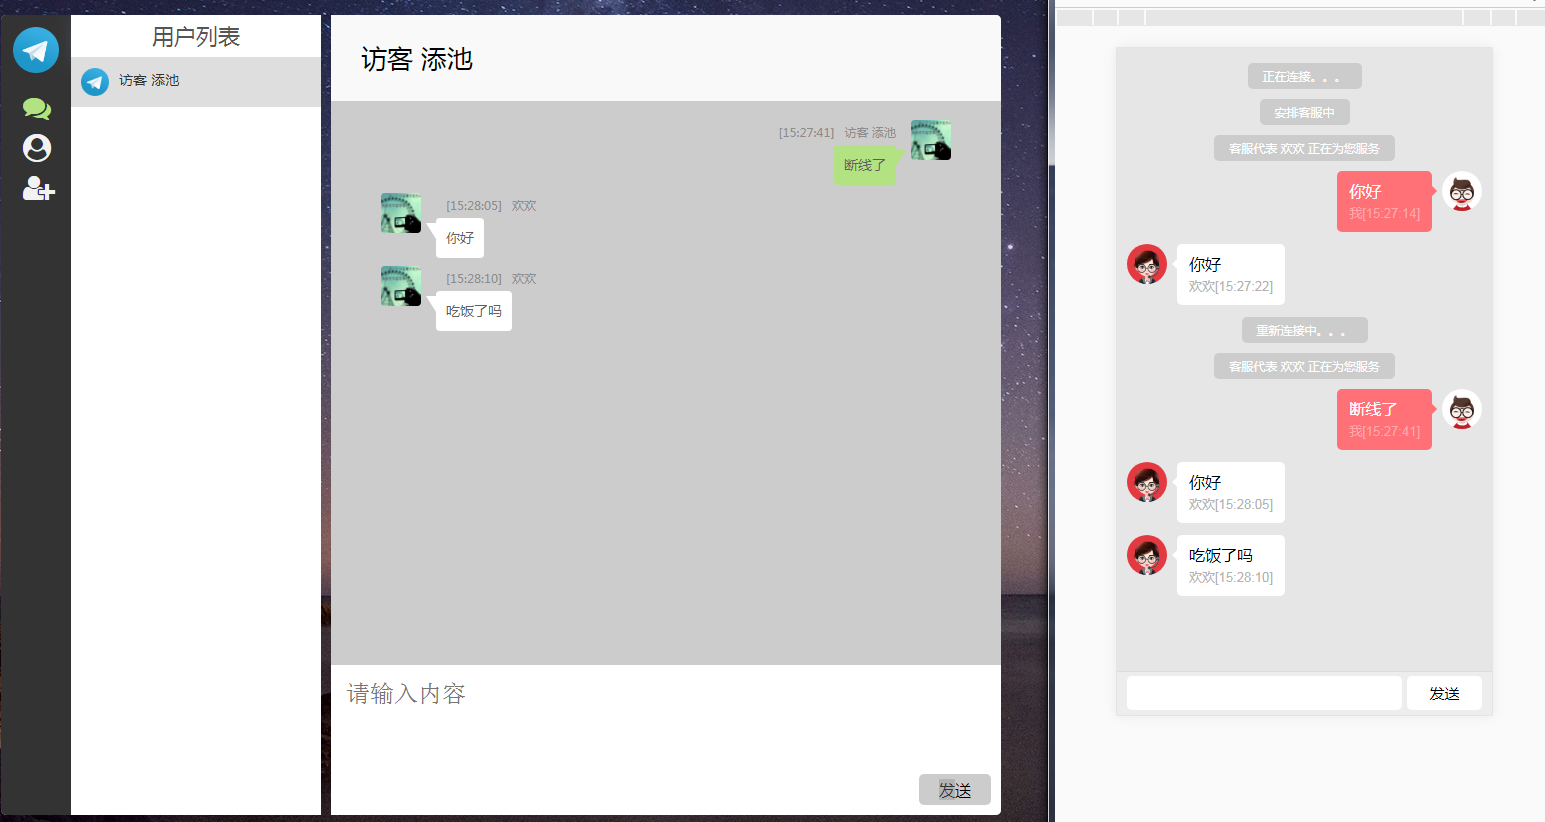 用户列表
访客 添池
访客 添池
[15:27:41] 访客 添池
断线了
[15:28:05] 欢欢
你好
[15:28:10] 欢欢
吃饭了吗
请输入内容
发送
正在连接。。。
安排客服中
客服代表 欢欢 正在为您服务
你好
我[15:27:14]
你好
欢欢[15:27:22]
重新连接中。。。
客服代表 欢欢 正在为您服务
断线了
我[15:27:41]
你好
欢欢[15:28:05]
吃饭了吗
欢欢[15:28:10]
发送